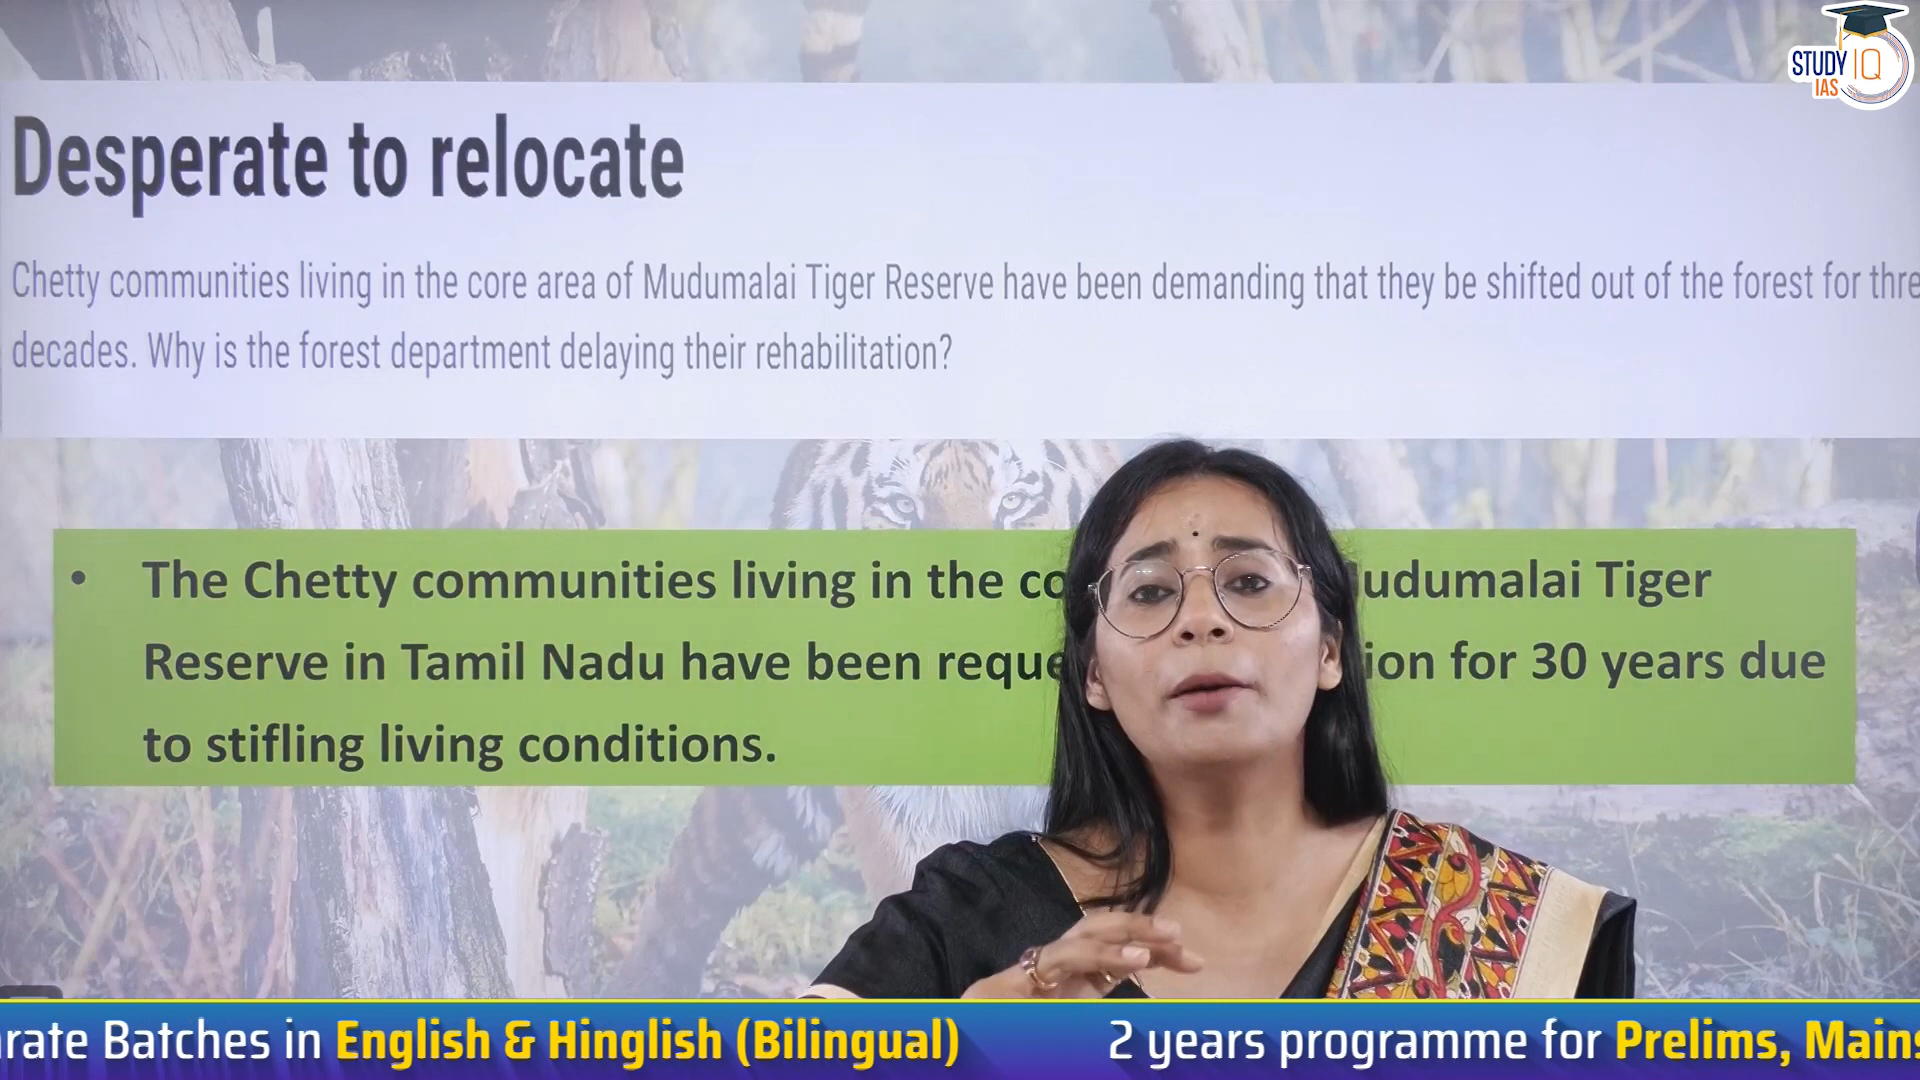 STUDY IQ
IAS
Desperate to relocate
Chetty communities living in the core area of Mudumalai Tiger Reserve have been demanding that they be shifted out of the forest for thre
decades. Why is the forest department delaying their rehabilitation?
• The Chetty communities living in the co udumalai Tiger
Reserve in Tamil Nadu have been reque ion for 30 years due
to stifling living conditions.
rate Batches in English & Hinglish (Bilingual) 2 years programme for Prelims, Mains